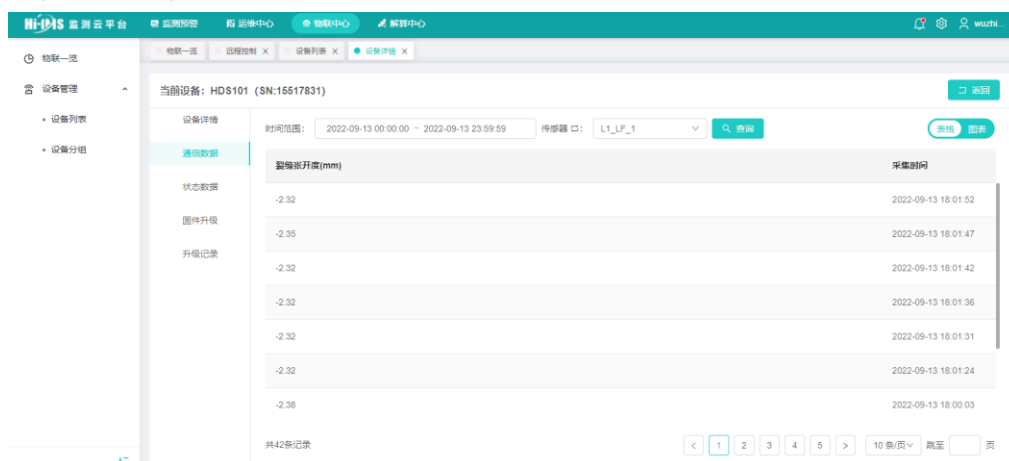 Hi-DMS 监测云平台 监测预警 运维中心 物联中心 解算中心 wuzhi...
物联一览 远程控制 × 设备列表 × 设备详情 ×
物联一览
设备管理
设备列表
设备分组
当前设备：HDS101 (SN:15517831) 返回
设备详情
通信数据
状态数据
固件升级
升级记录
时间范围： 2022-09-13 00:00:00 ~ 2022-09-13 23:59:59 传感器口： L1_LF_1 查询 表格 图表
裂缝张开度(mm) 采集时间
-2.32 2022-09-13 18:01:52
-2.35 2022-09-13 18:01:47
-2.32 2022-09-13 18:01:42
-2.32 2022-09-13 18:01:36
-2.32 2022-09-13 18:01:31
-2.32 2022-09-13 18:01:24
-2.38 2022-09-13 18:00:03
共42条记录 < 1 2 3 4 5 > 10 条/页 跳至 页